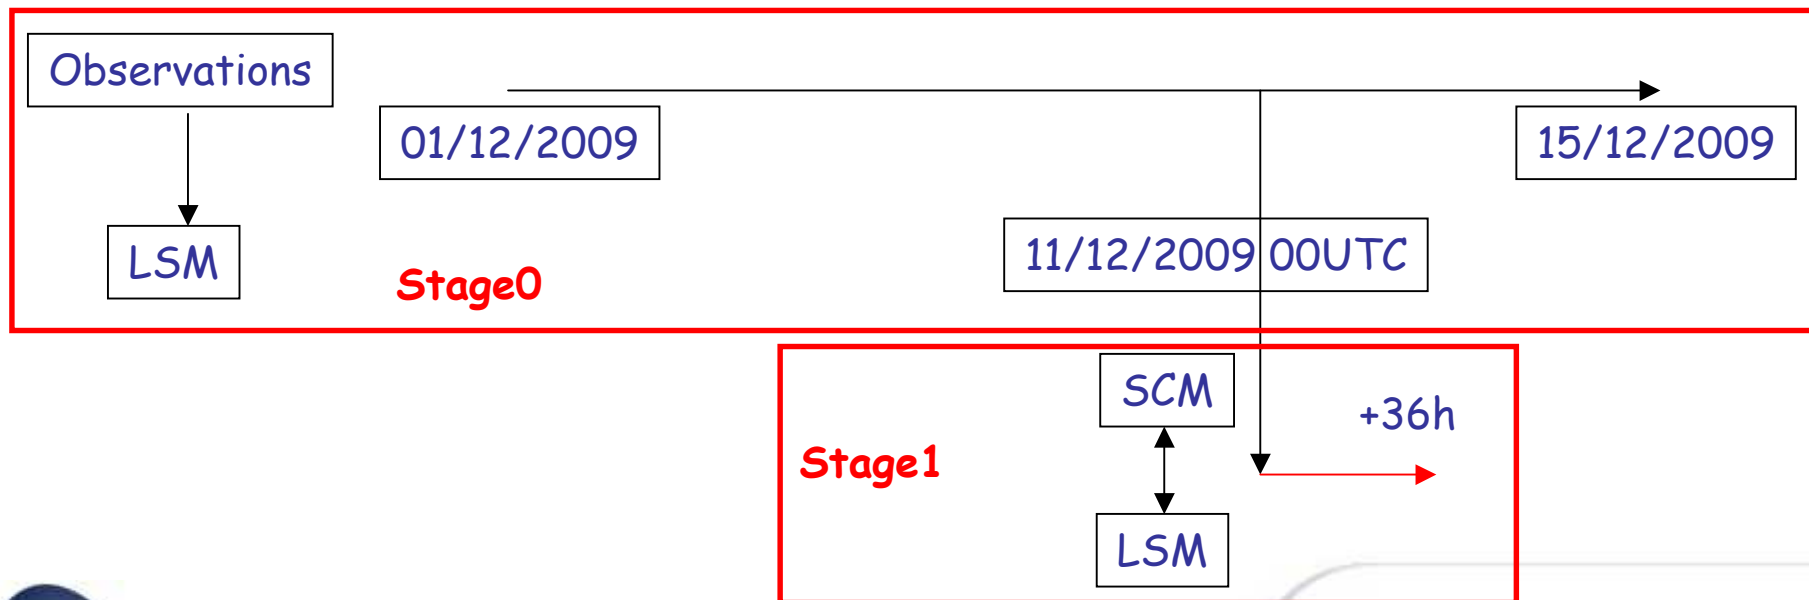 Observations
01/12/2009
15/12/2009
LSM
11/12/2009 00UTC
Stage0
SCM
+36h
Stage1
LSM